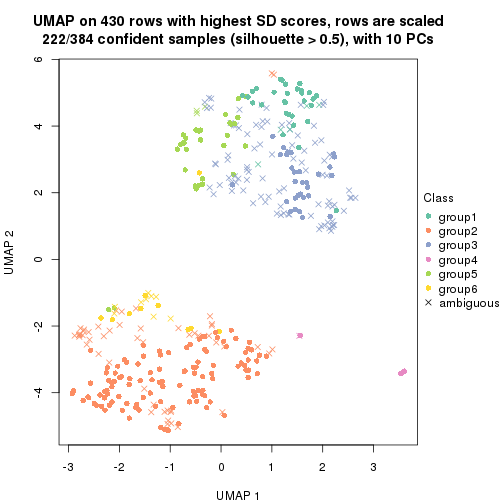 UMAP on 430 rows with highest SD scores, rows are scaled
222/384 confident samples (silhouette > 0.5), with 10 PCs
6
4
2
0
-2
-4
UMAP 2
-3 -2 -1 0 1 2 3
UMAP 1
Class
group1
group2
group3
group4
group5
group6
ambiguous